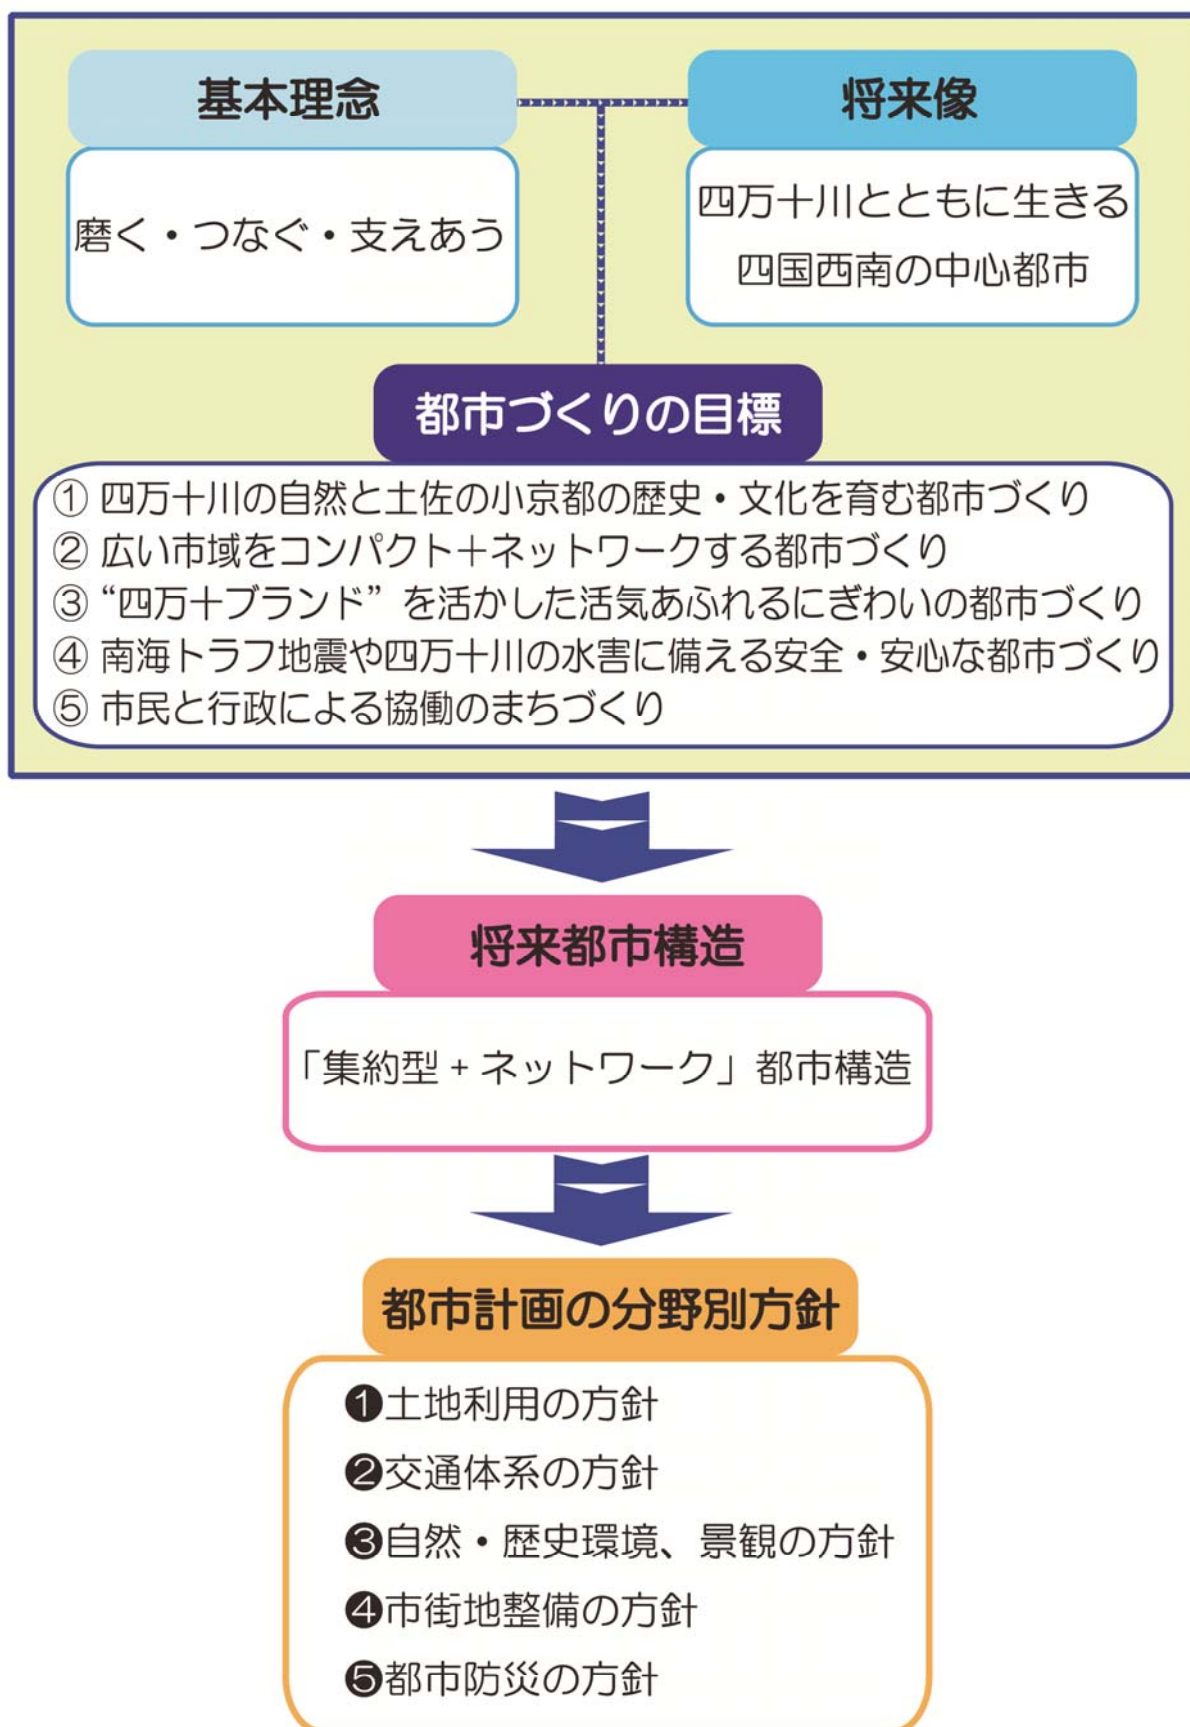 基本理念
磨く・つなぐ・支えあう
将来像
四万十川とともに生きる
四国西南の中心都市
都市づくりの目標
① 四万十川の自然と土佐の小京都の歴史・文化を育む都市づくり
② 広い市域をコンパクト＋ネットワークする都市づくり
③ “四万十ブランド” を活かした活気あふれるにぎわいの都市づくり
④ 南海トラフ地震や四万十川の水害に備える安全・安心な都市づくり
⑤ 市民と行政による協働のまちづくり
将来都市構造
「集約型 + ネットワーク」都市構造
都市計画の分野別方針
❶土地利用の方針
❷交通体系の方針
❸自然・歴史環境、景観の方針
❹市街地整備の方針
❺都市防災の方針